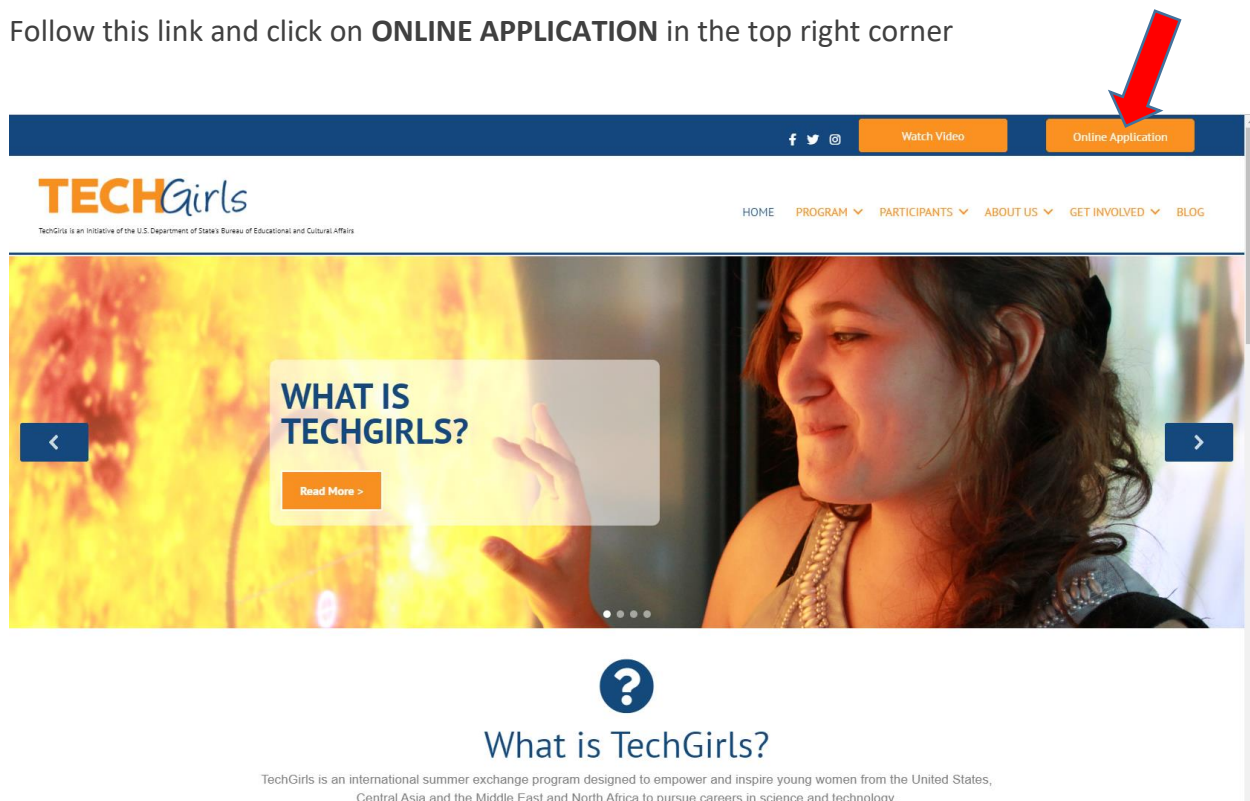 Follow this link and click on ONLINE APPLICATION in the top right corner
Watch Video
Online Application
TECHGirls
TechGirls is an Initiative of the U.S. Department of State's Bureau of Educational and Cultural Affairs
HOME PROGRAM PARTICIPANTS ABOUT US GET INVOLVED BLOG
WHAT IS
TECHGIRLS?
Read More >
What is TechGirls?
TechGirls is an international summer exchange program designed to empower and inspire young women from the United States,
Central Asia and the Middle East and North Africa to pursue careers in science and technology